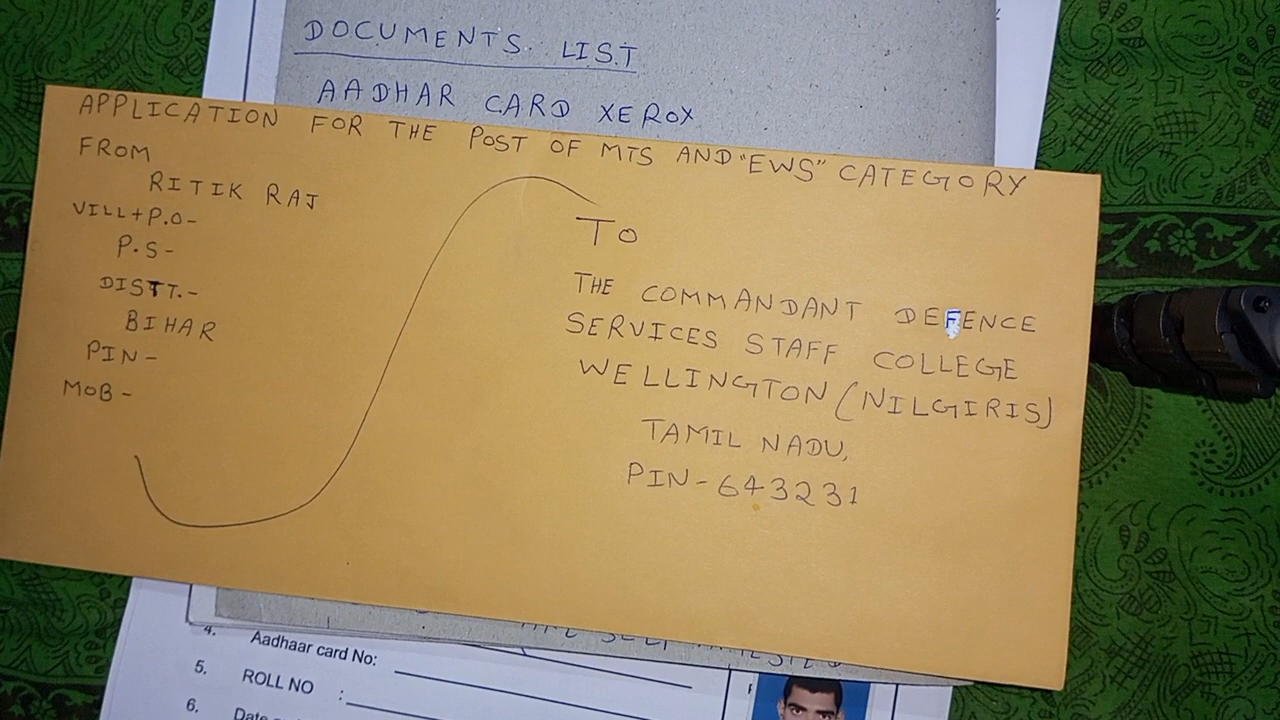 DOCUMENTS LIST
AADHAR CARD XEROX
APPLICATION FOR THE POST OF MTS AND "EWS" CATEGORY
FROM
RITIK RAJ
VILL+P.O-
P.S-
DISTT.-
BIHAR
PIN-
MOB-
TO
THE COMMANDANT DEFENCE
SERVICES STAFF COLLEGE
WELLINGTON (NILGIRIS)
TAMIL NADU,
PIN-643231
4. Aadhaar card No:
5. ROLL NO :
6.